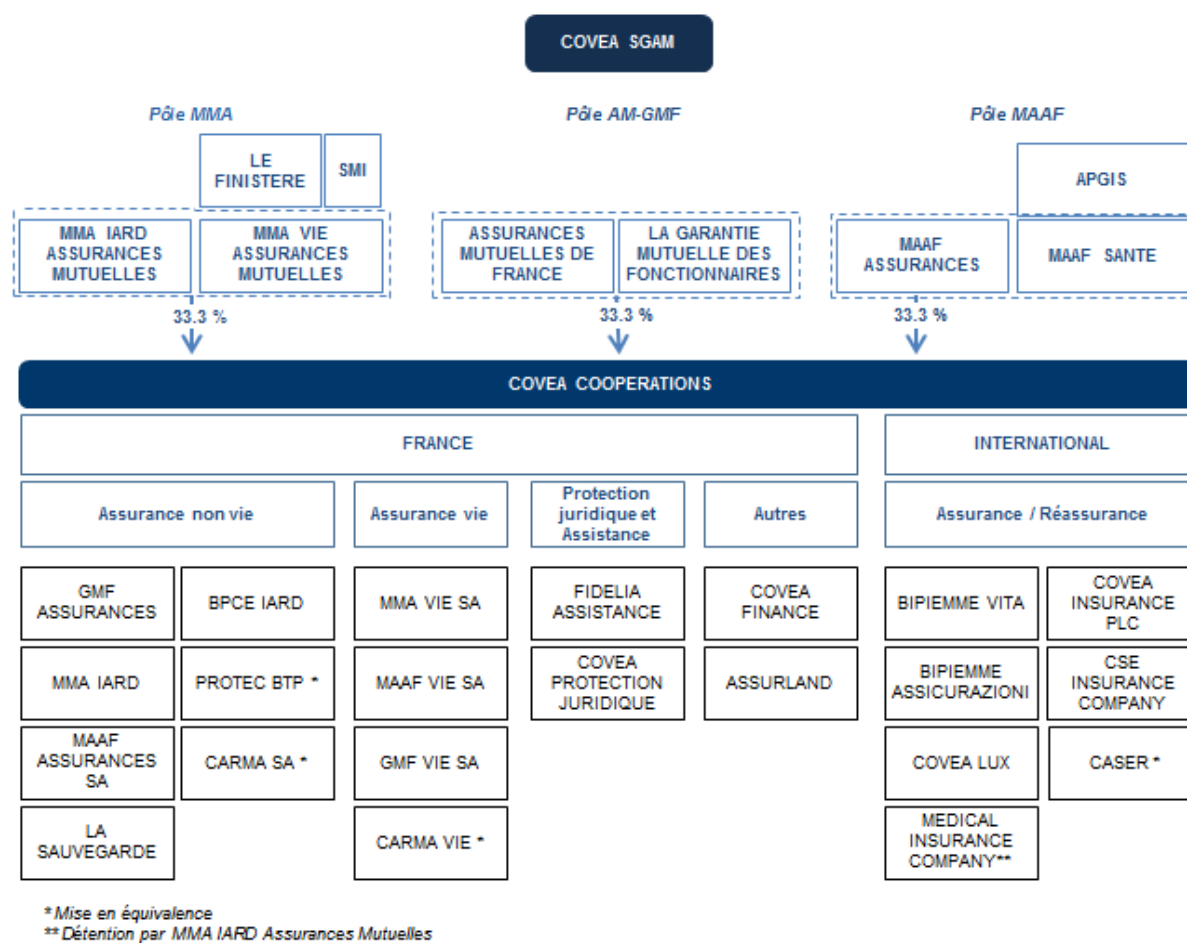 COVEA SGAM
Pôle MMA
Pôle AM-GMF
Pôle MAAF
LE
FINISTERE
SMI
APGIS
MMA IARD
ASSURANCES
MUTUELLES
MMA VIE
ASSURANCES
MUTUELLES
ASSURANCES
MUTUELLES DE
FRANCE
LA GARANTIE
MUTUELLE DES
FONCTIONNAIRES
MAAF
ASSURANCES
MAAF SANTE
33.3 %
33.3 %
33.3 %
COVEA COOPERATIONS
FRANCE
INTERNATIONAL
Assurance non vie
Assurance vie
Protection
juridique et
Assistance
Autres
Assurance / Réassurance
GMF
ASSURANCES
BPCE IARD
MMA VIE SA
FIDELIA
ASSISTANCE
COVEA
FINANCE
BIPIEMME VITA
COVEA
INSURANCE
PLC
MMA IARD
PROTEC BTP *
MAAF VIE SA
COVEA
PROTECTION
JURIDIQUE
ASSURLAND
BIPIEMME
ASSICURAZIONI
CSE
INSURANCE
COMPANY
MAAF
ASSURANCES
SA
CARMA SA *
GMF VIE SA
COVEA LUX
CASER *
LA
SAUVEGARDE
CARMA VIE *
MEDICAL
INSURANCE
COMPANY**
* Mise en équivalence
** Détention par MMA IARD Assurances Mutuelles